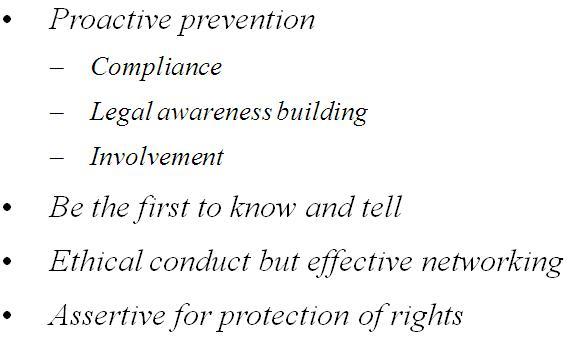 • Proactive prevention
– Compliance
– Legal awareness building
– Involvement
• Be the first to know and tell
• Ethical conduct but effective networking
• Assertive for protection of rights